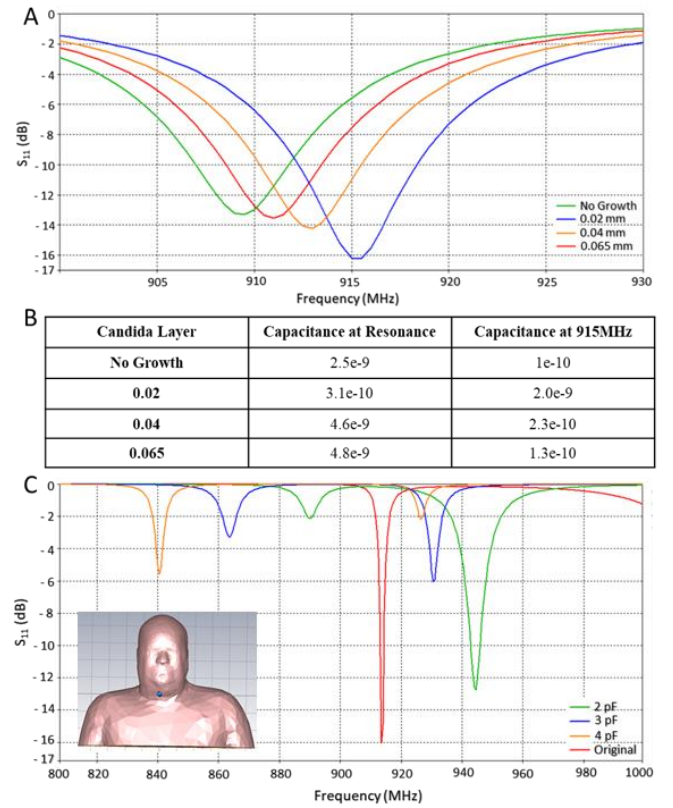 A
0
- 2
- 4
- 6
- 8
- 10
- 12
- 14
- 16
- 17
S11 (dB)
No Growth
0.02 mm
0.04 mm
0.065 mm
905 910 915 920 925 930
Frequency (MHz)
B
Candida Layer Capacitance at Resonance Capacitance at 915MHz
No Growth 2.5e-9 1e-10
0.02 3.1e-10 2.0e-9
0.04 4.6e-9 2.3e-10
0.065 4.8e-9 1.3e-10
C
0
- 2
- 4
- 6
- 8
- 10
- 12
- 14
- 16
- 17
S11 (dB)
2 pF
3 pF
4 pF
Original
800 820 840 860 880 900 920 940 960 980 1000
Frequency (MHz)